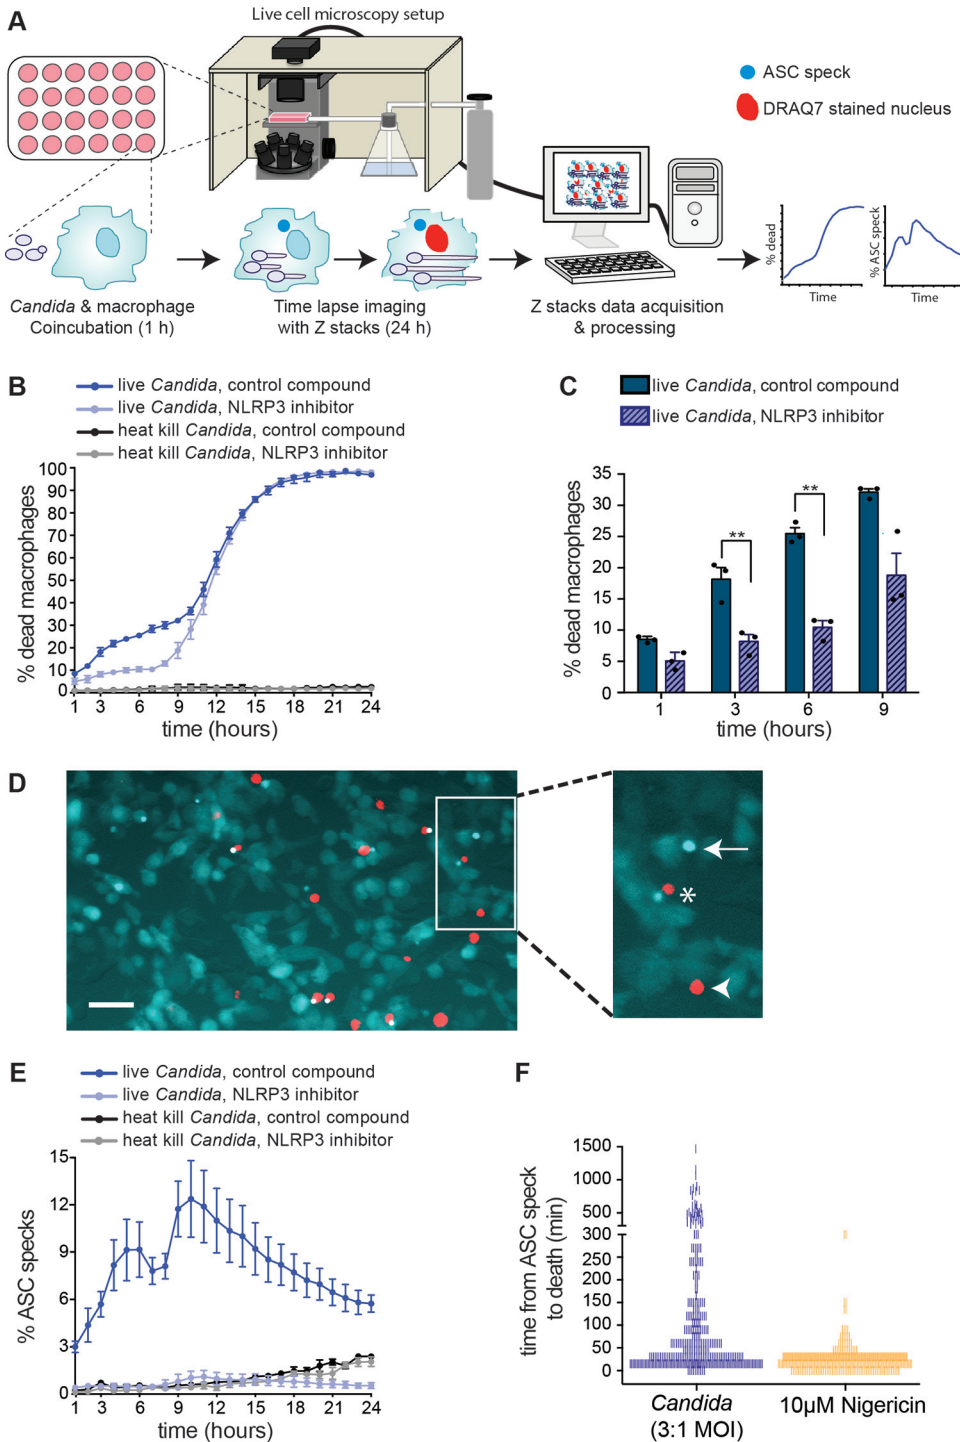 A
Live cell microscopy setup
ASC speck
DRAQ7 stained nucleus
Candida & macrophage
Coincubation (1 h)
Time lapse imaging
with Z stacks (24 h)
Z stacks data acquisition
& processing
% dead
Time
% ASC speck
Time
B
live Candida, control compound
live Candida, NLRP3 inhibitor
heat kill Candida, control compound
heat kill Candida, NLRP3 inhibitor
% dead macrophages
100
90
80
70
60
50
40
30
20
10
0
1 3 6 9 11 12 15 18 21 24
time (hours)
C
live Candida, control compound
live Candida, NLRP3 inhibitor
% dead macrophages
35
30
25
20
15
10
5
0
**
**
1 3 6 9
time (hours)
D
*
E
live Candida, control compound
live Candida, NLRP3 inhibitor
heat kill Candida, control compound
heat kill Candida, NLRP3 inhibitor
% ASC specks
15
12
9
6
3
0
1 3 6 9 12 15 18 21 24
time (hours)
F
time from ASC speck
to death (min)
1500
1000
500
300
250
200
150
100
50
0
Candida
(3:1 MOI)
10µM Nigericin